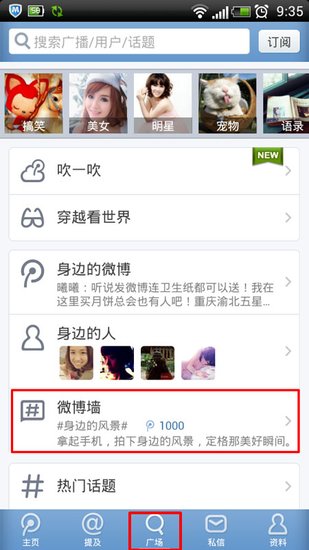 9:35
搜索广播/用户/话题
订阅
搞笑
美女
明星
宠物
语录
吹一吹
NEW
穿越看世界
身边的微博
曦曦：听说发微博连卫生纸都可以送！我在
这里买月饼总会也有人吧！重庆渝北五星...
身边的人
微博墙
#身边的风景# 1000
拿起手机，拍下身边的风景，定格那美好瞬间。
热门话题
主页
提及
广场
私信
资料